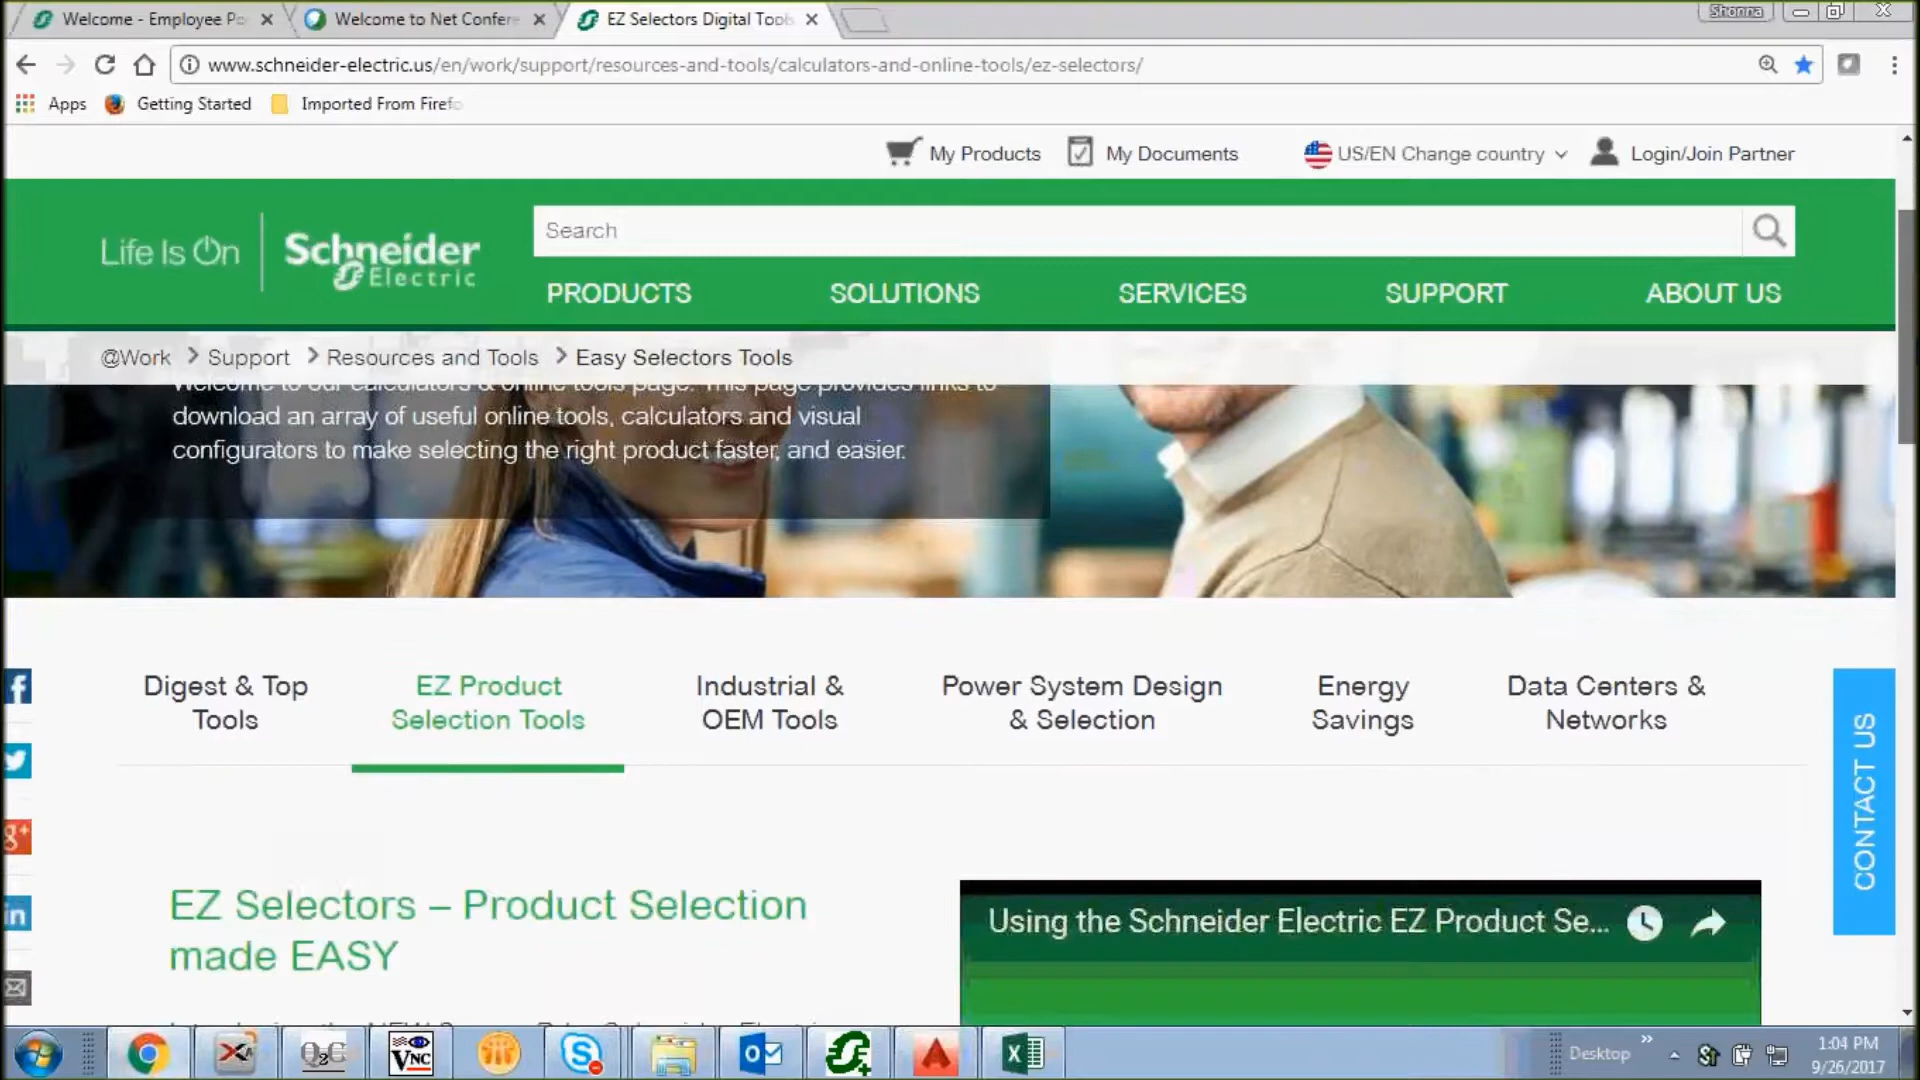 Welcome - Employee Po
Welcome to Net Confere
EZ Selectors Digital Tools
Shonna
www.schneider-electric.us/en/work/support/resources-and-tools/calculators-and-online-tools/ez-selectors/
Apps
Getting Started
Imported From Firefo
My Products
My Documents
US/EN Change country
Login/Join Partner
Life Is On
Schneider
Electric
Search
PRODUCTS
SOLUTIONS
SERVICES
SUPPORT
ABOUT US
@Work > Support > Resources and Tools > Easy Selectors Tools
Welcome to our calculators & online tools page. This page provides links to
download an array of useful online tools, calculators and visual
configurators to make selecting the right product faster, and easier.
Digest & Top
Tools
EZ Product
Selection Tools
Industrial &
OEM Tools
Power System Design
& Selection
Energy
Savings
Data Centers &
Networks
CONTACT US
EZ Selectors – Product Selection
made EASY
Using the Schneider Electric EZ Product Se...
Q2C
VNC
Desktop
1:04 PM
9/26/2017